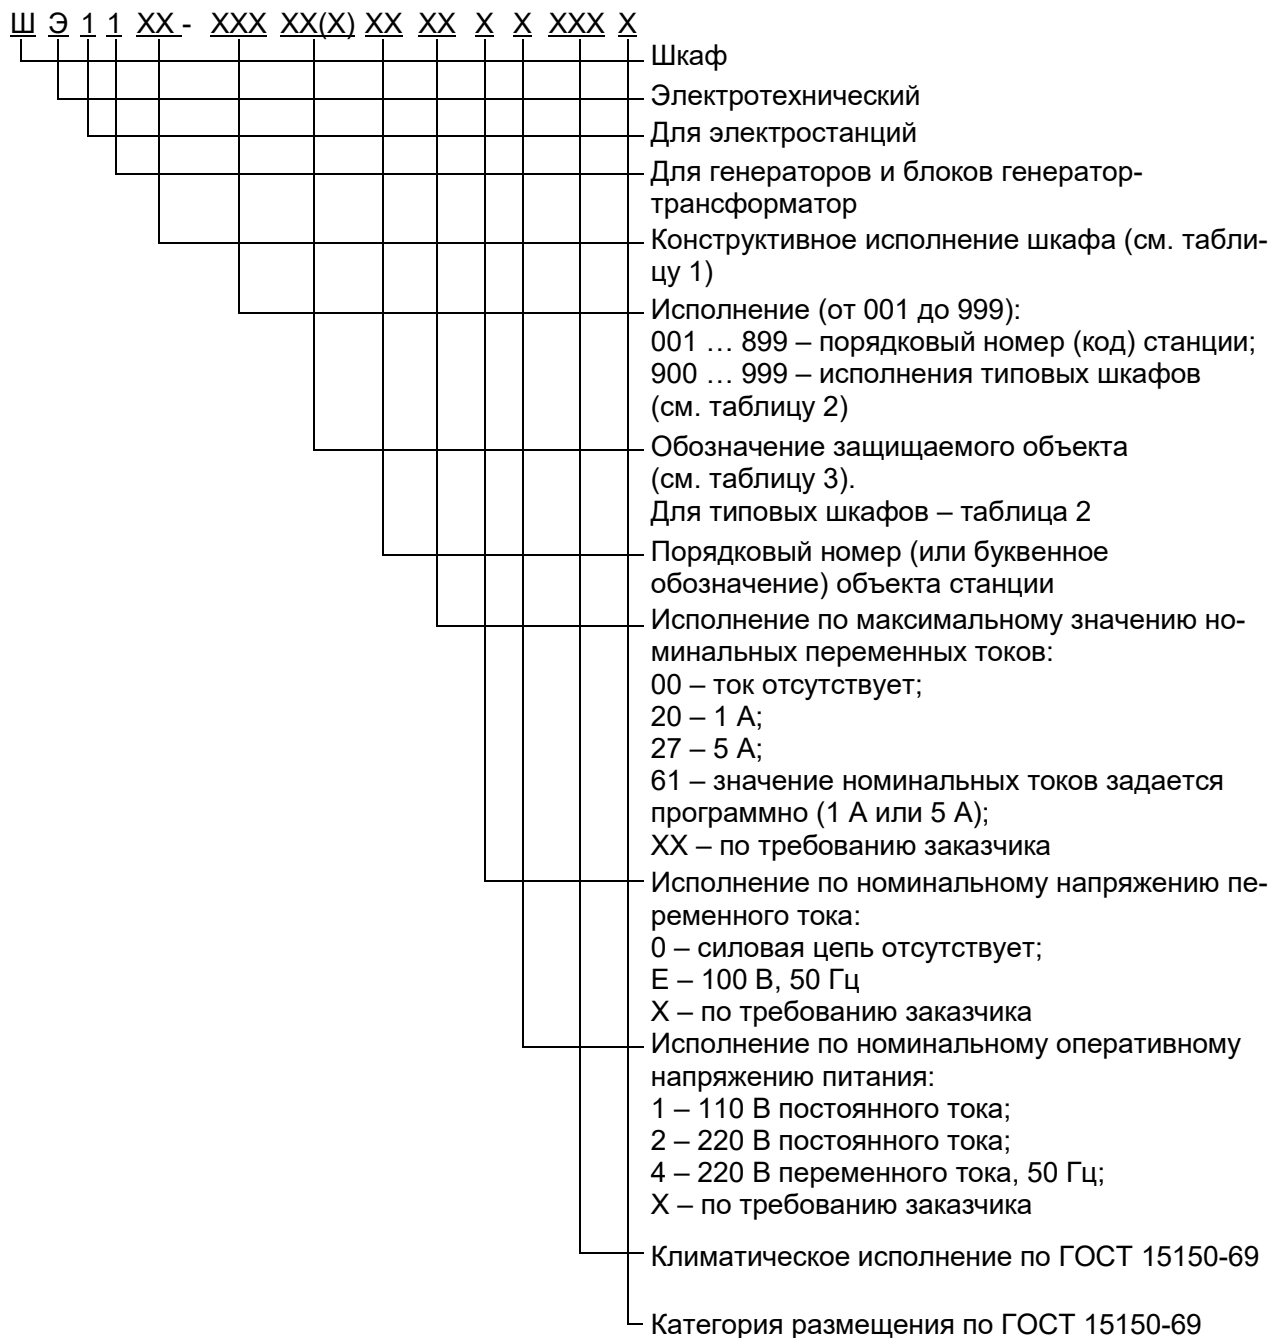 Ш Э 1 1 ХХ - ХХХ ХХ(Х) ХХ ХХ Х Х ХХХ Х
Шкаф
Электротехнический
Для электростанций
Для генераторов и блоков генератор-
трансформатор
Конструктивное исполнение шкафа (см. табли-
цу 1)
Исполнение (от 001 до 999):
001 … 899 – порядковый номер (код) станции;
900 … 999 – исполнения типовых шкафов
(см. таблицу 2)
Обозначение защищаемого объекта
(см. таблицу 3).
Для типовых шкафов – таблица 2
Порядковый номер (или буквенное
обозначение) объекта станции
Исполнение по максимальному значению но-
минальных переменных токов:
00 – ток отсутствует;
20 – 1 А;
27 – 5 А;
61 – значение номинальных токов задается
программно (1 А или 5 А);
ХХ – по требованию заказчика
Исполнение по номинальному напряжению пе-
ременного тока:
0 – силовая цепь отсутствует;
Е – 100 В, 50 Гц
Х – по требованию заказчика
Исполнение по номинальному оперативному
напряжению питания:
1 – 110 В постоянного тока;
2 – 220 В постоянного тока;
4 – 220 В переменного тока, 50 Гц;
Х – по требованию заказчика
Климатическое исполнение по ГОСТ 15150-69
Категория размещения по ГОСТ 15150-69